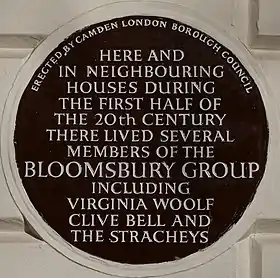 ERECTED BY CAMDEN LONDON BOROUGH COUNCIL
HERE AND
IN NEIGHBOURING
HOUSES DURING
THE FIRST HALF OF
THE 20th CENTURY
THERE LIVED SEVERAL
MEMBERS OF THE
BLOOMSBURY GROUP
INCLUDING
VIRGINIA WOOLF
CLIVE BELL AND
THE STRACHEYS